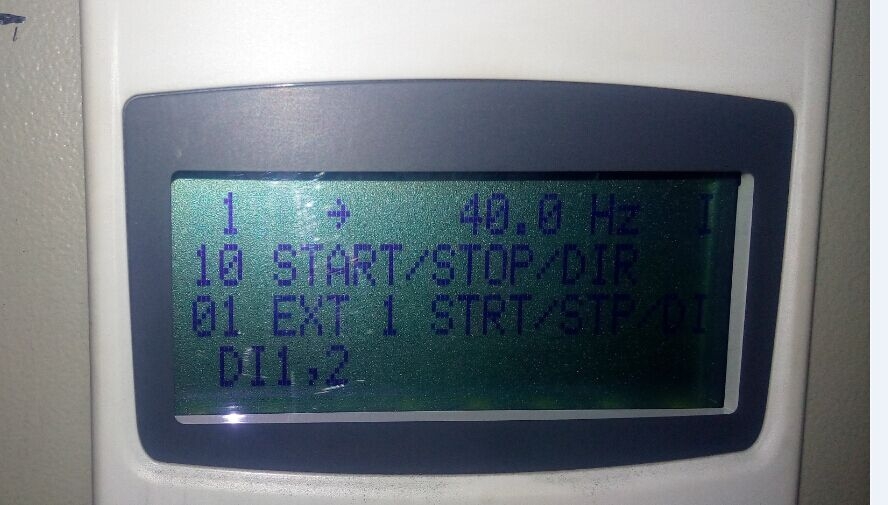 1 → 40.0 Hz I
10 START/STOP/DIR
01 EXT 1 STRT/STP/DI
DI1,2